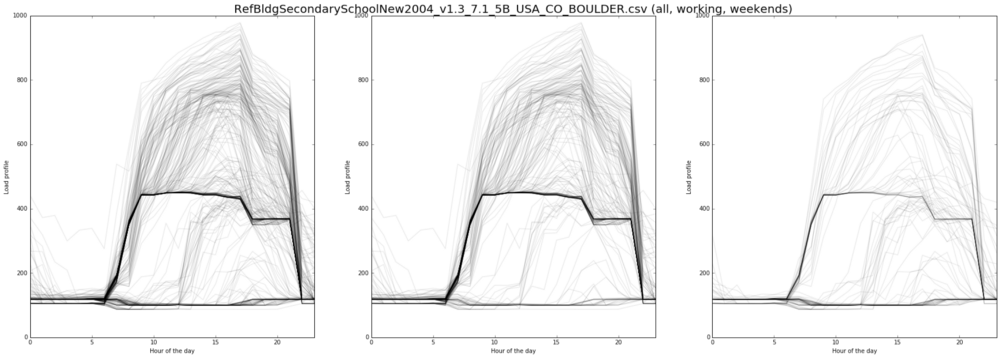 RefBldgSecondarySchoolNew2004_v1.3_7.1_5B_USA_CO_BOULDER.csv (all, working, weekends)
1000
800
600
400
200
0
Load profile
0 5 10 15 20
Hour of the day
1000
800
600
400
200
0
Load profile
0 5 10 15 20
Hour of the day
1000
800
600
400
200
0
Load profile
0 5 10 15 20
Hour of the day